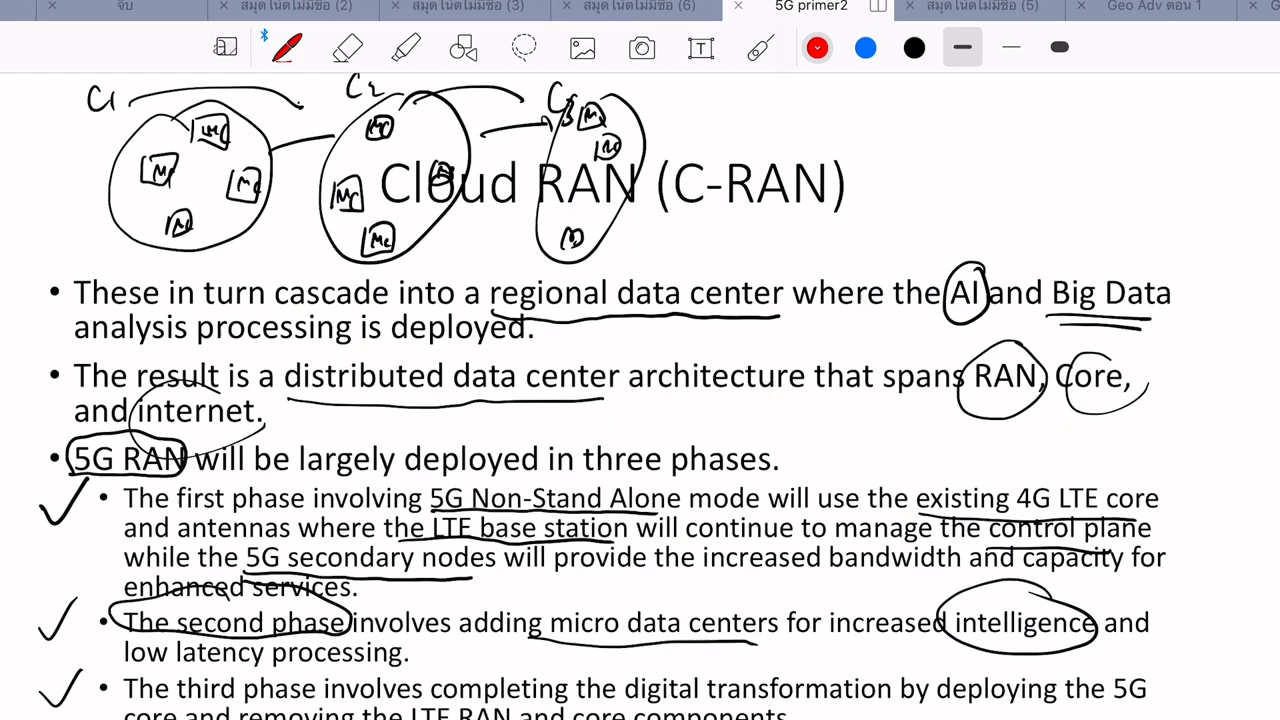 จีบ
สมุดโน้ตไม่มีชื่อ (2)
สมุดโน้ตไม่มีชื่อ (3)
สมุดโน้ตไม่มีชื่อ (6)
5G primer2
สมุดโน้ตไม่มีชื่อ (5)
Geo Adv ตอน 1
C1
C2
C3
Cloud RAN (C-RAN)
• These in turn cascade into a regional data center where the AI and Big Data
analysis processing is deployed.
• The result is a distributed data center architecture that spans RAN, Core,
and internet.
• 5G RAN will be largely deployed in three phases.
• The first phase involving 5G Non-Stand Alone mode will use the existing 4G LTE core
and antennas where the LTE base station will continue to manage the control plane
while the 5G secondary nodes will provide the increased bandwidth and capacity for
enhanced services.
• The second phase involves adding micro data centers for increased intelligence and
low latency processing.
• The third phase involves completing the digital transformation by deploying the 5G
core and removing the LTE RAN and core components.